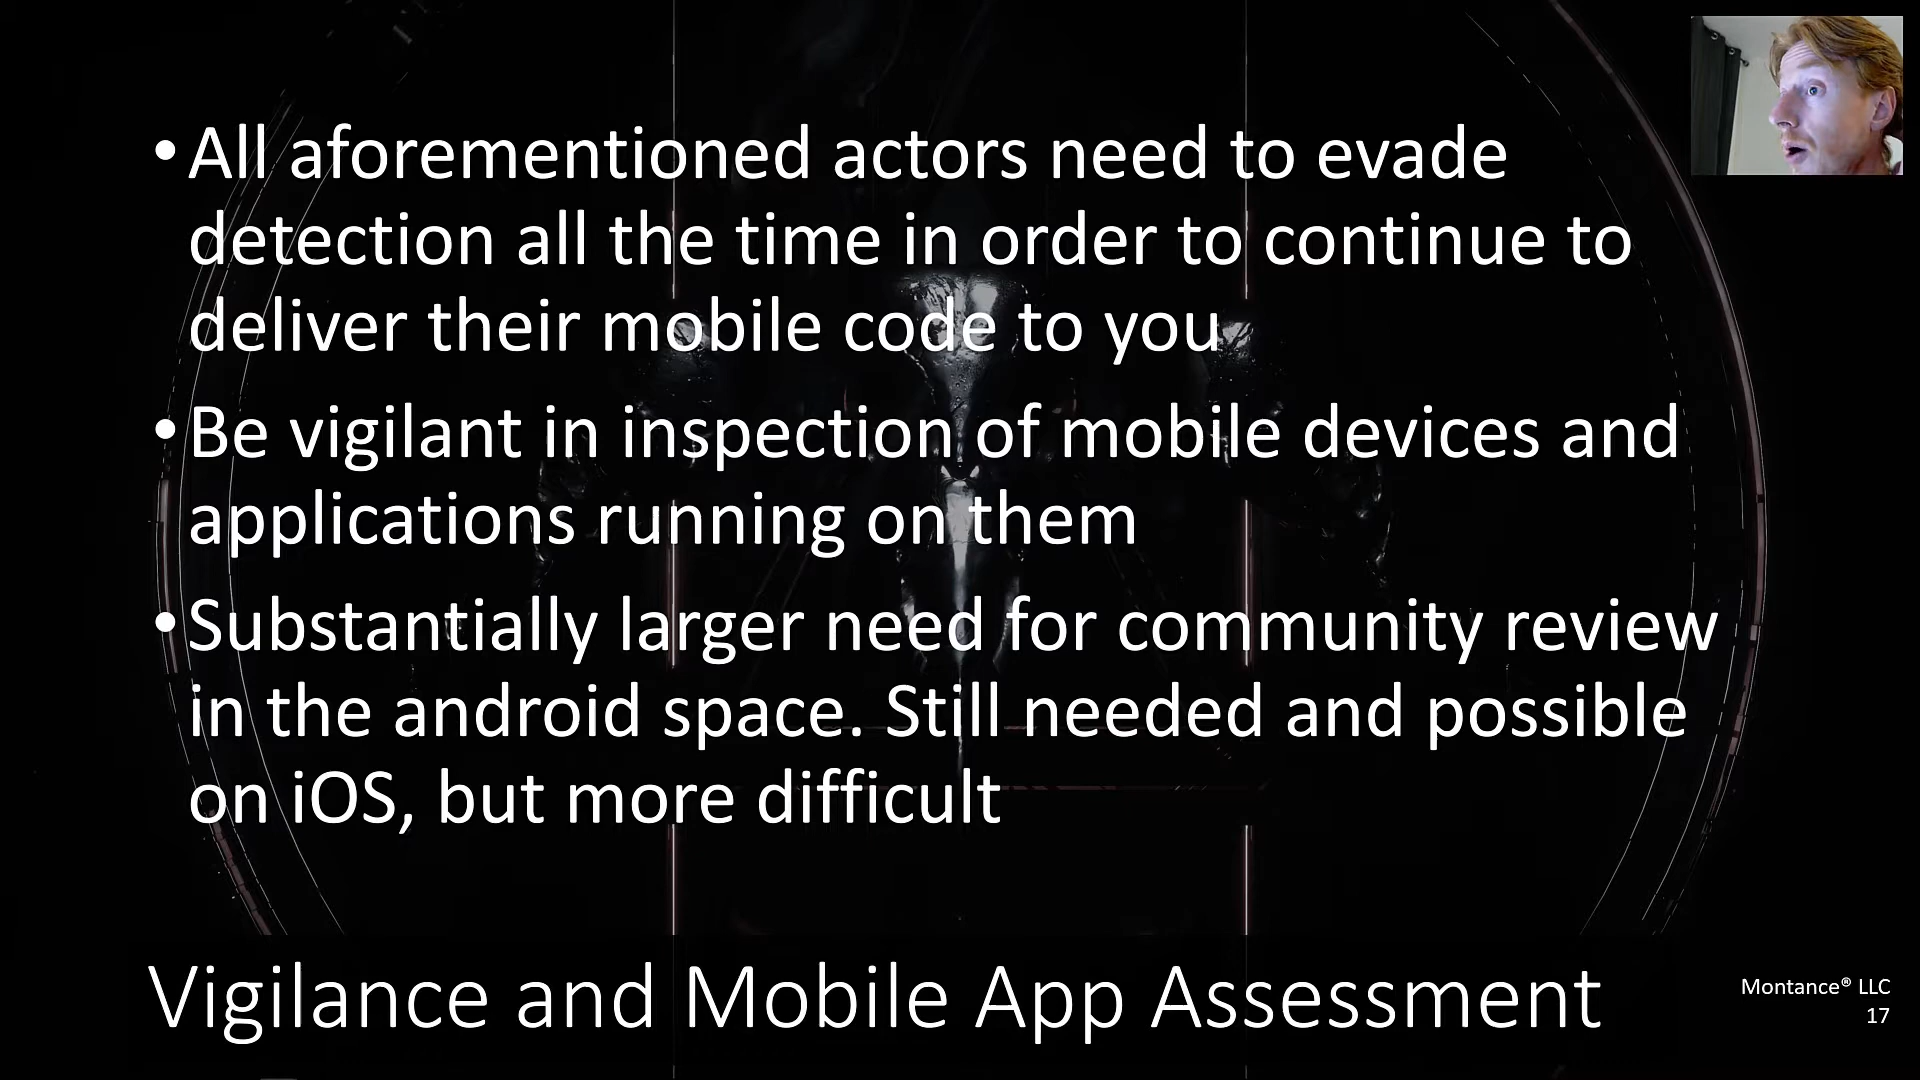 • All aforementioned actors need to evade
detection all the time in order to continue to
deliver their mobile code to you
• Be vigilant in inspection of mobile devices and
applications running on them
• Substantially larger need for community review
in the android space. Still needed and possible
on iOS, but more difficult
Vigilance and Mobile App Assessment
Montance® LLC
17